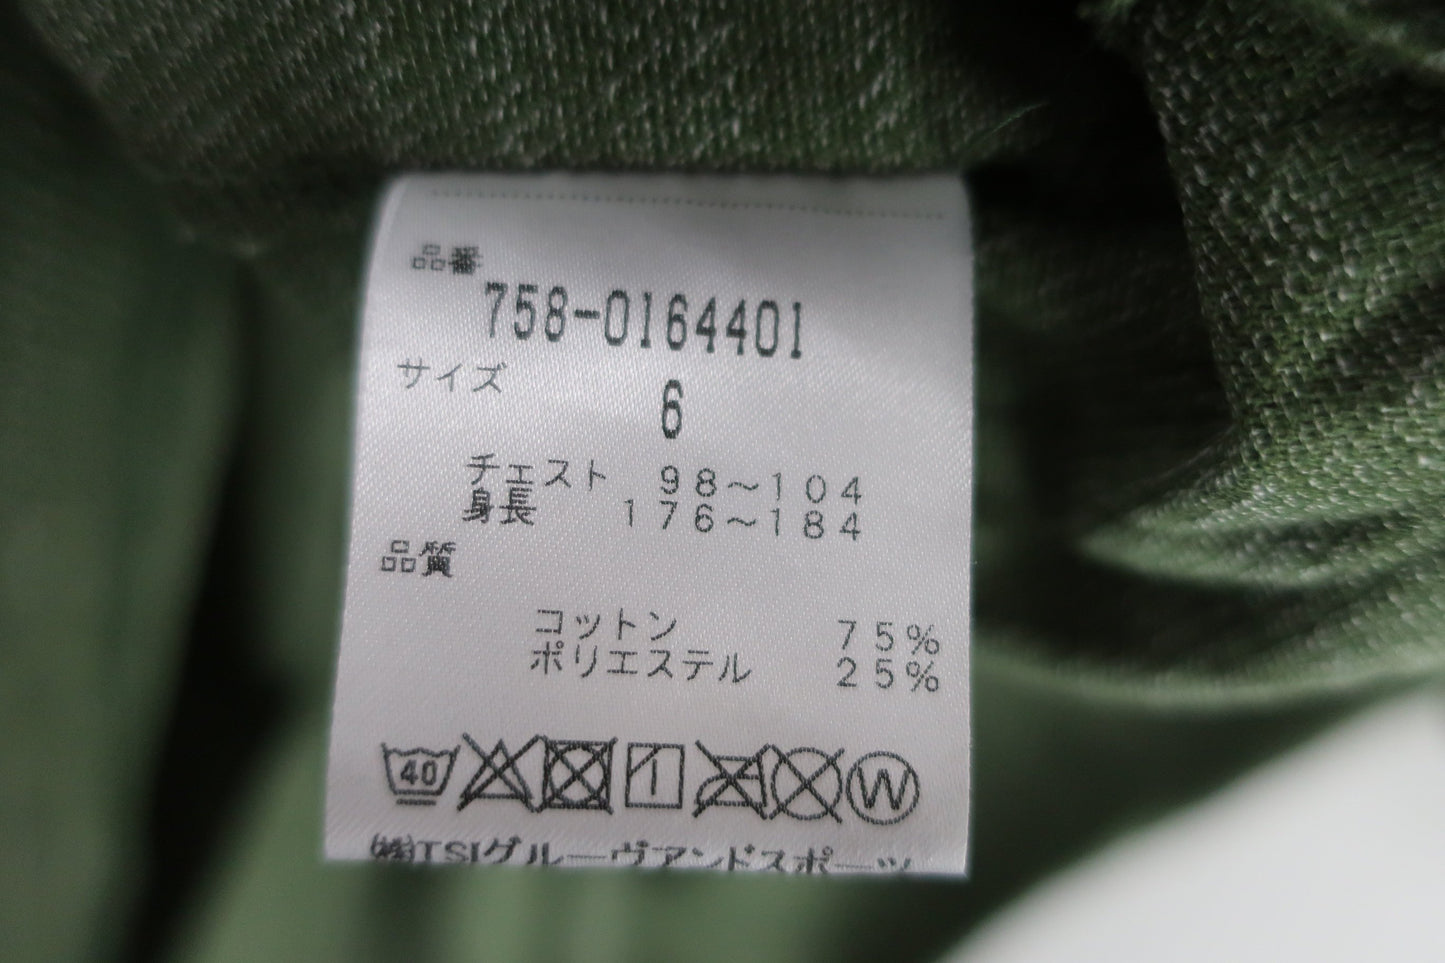 品番
758-0164401
サイズ
6
チェスト 98～104
身長 176～184
品質
コットン 75%
ポリエステル 25%
40
W
㈱TSIグルーヴアンドスポーツ